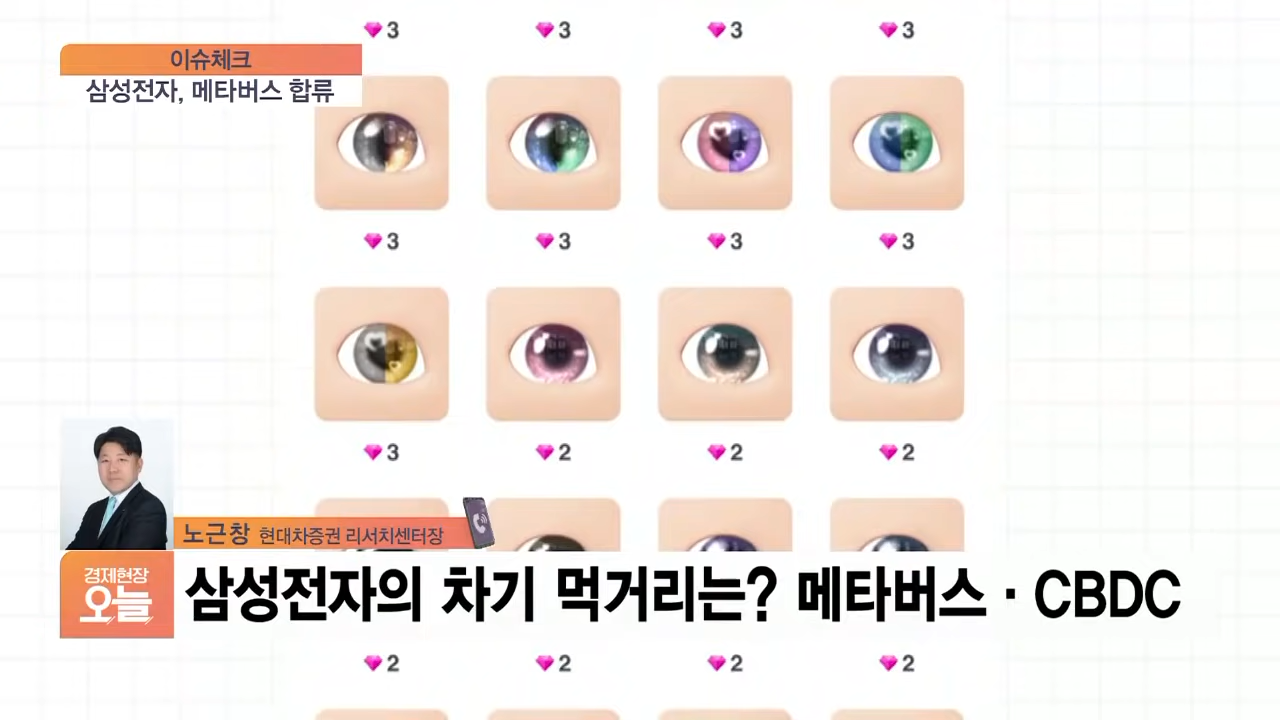 3 3 3 3
이슈체크
삼성전자, 메타버스 합류
3 3 3 3
3 2 2 2
노근창 현대차증권 리서치센터장
경제현장
오늘
삼성전자의 차기 먹거리는? 메타버스·CBDC
2 2 2 2